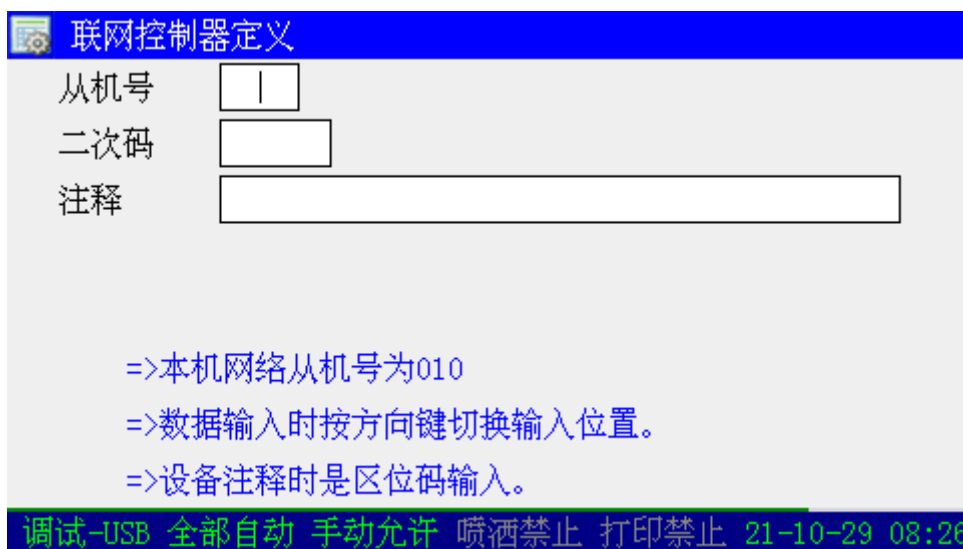 联网控制器定义
从机号
二次码
注释
=>本机网络从机号为010
=>数据输入时按方向键切换输入位置。
=>设备注释时是区位码输入。
调试-USB 全部自动 手动允许 喷洒禁止 打印禁止 21-10-29 08:26